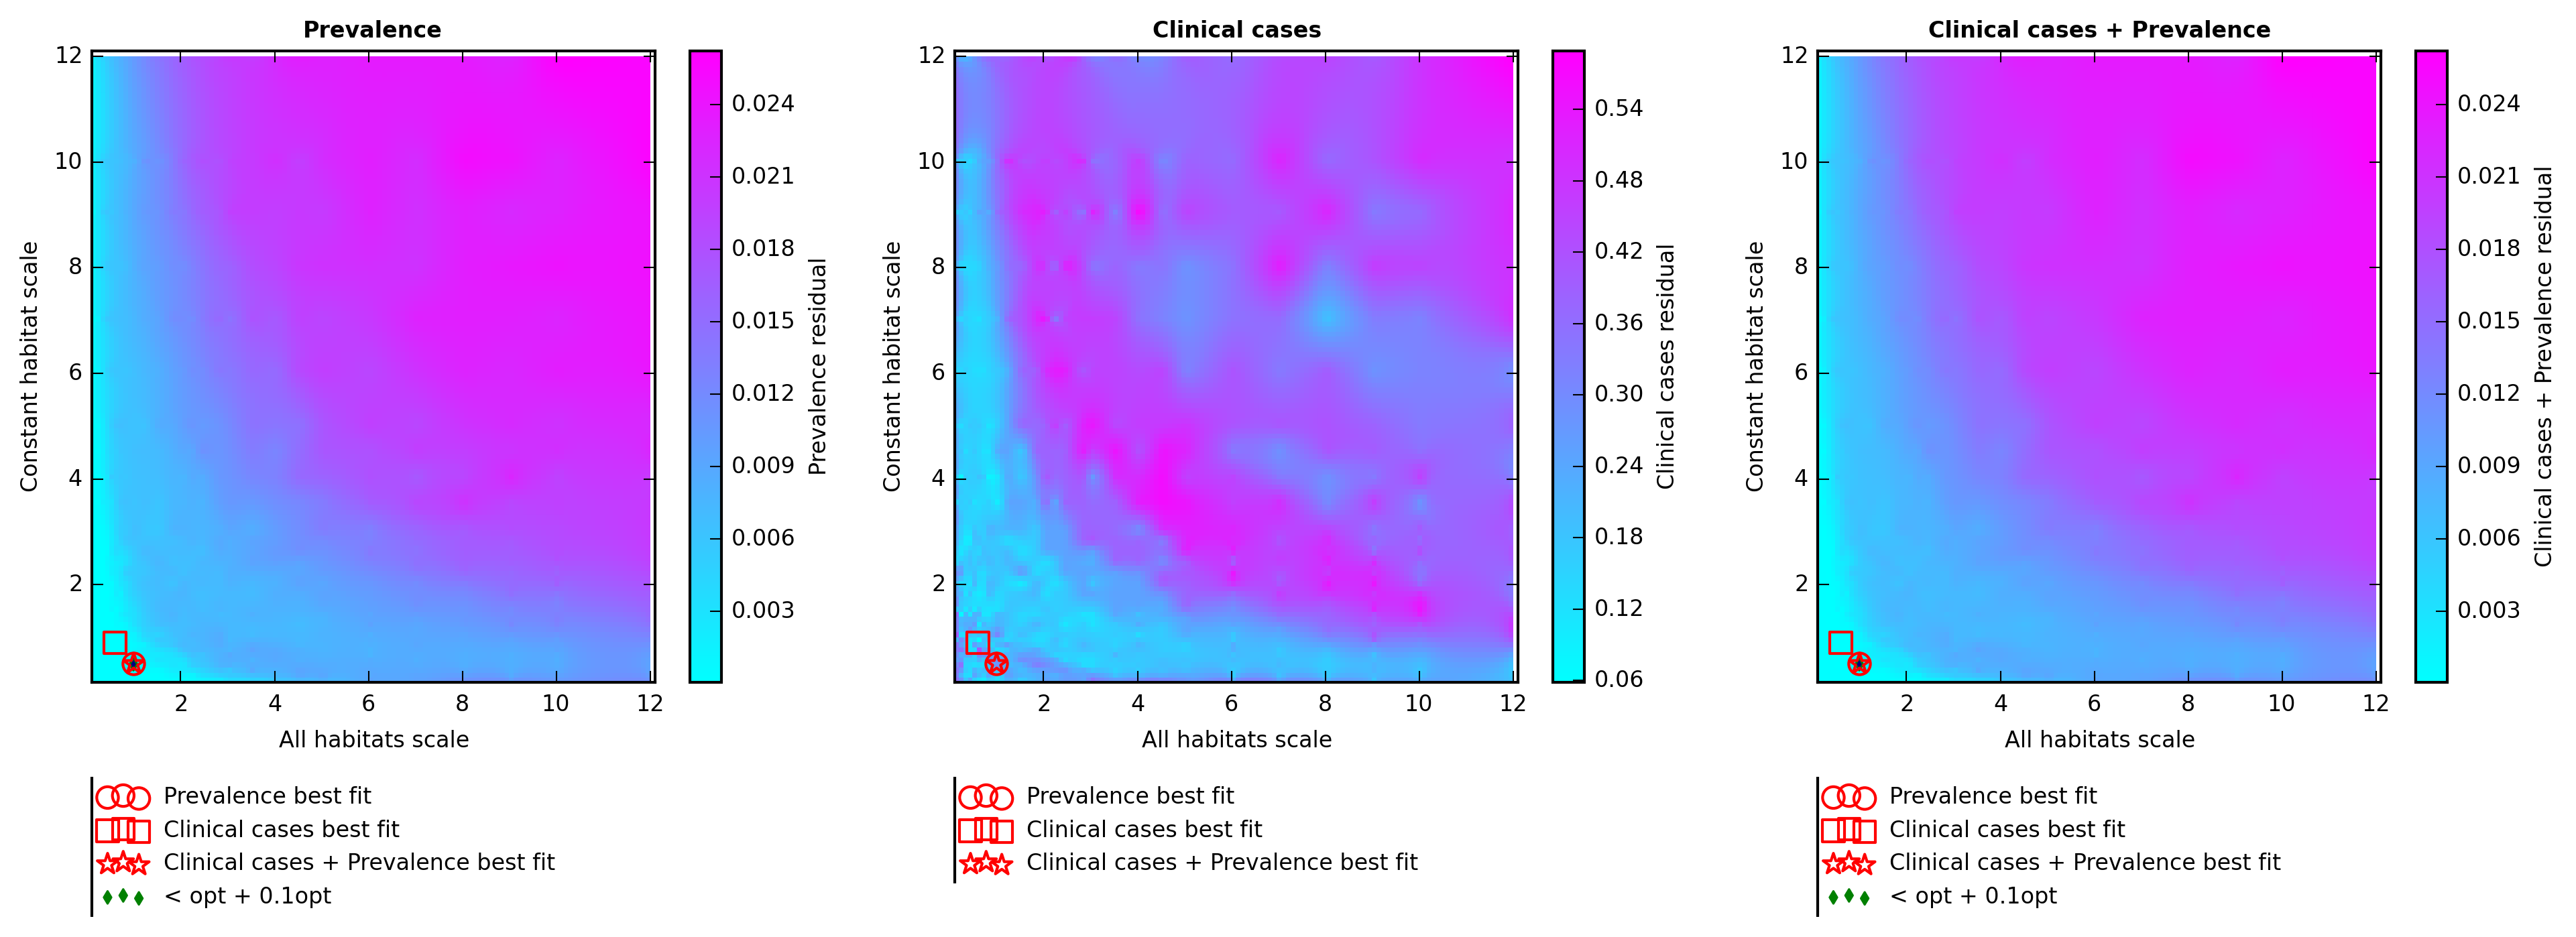 Prevalence
Clinical cases
Clinical cases + Prevalence
12
10
8
6
4
2
Constant habitat scale
2 4 6 8 10 12
All habitats scale
0.024
0.021
0.018
0.015
0.012
0.009
0.006
0.003
Prevalence residual
12
10
8
6
4
2
Constant habitat scale
2 4 6 8 10 12
All habitats scale
0.54
0.48
0.42
0.36
0.30
0.24
0.18
0.12
0.06
Clinical cases residual
12
10
8
6
4
2
Constant habitat scale
2 4 6 8 10 12
All habitats scale
0.024
0.021
0.018
0.015
0.012
0.009
0.006
0.003
Clinical cases + Prevalence residual
Prevalence best fit
Clinical cases best fit
Clinical cases + Prevalence best fit
< opt + 0.1opt
Prevalence best fit
Clinical cases best fit
Clinical cases + Prevalence best fit
Prevalence best fit
Clinical cases best fit
Clinical cases + Prevalence best fit
< opt + 0.1opt